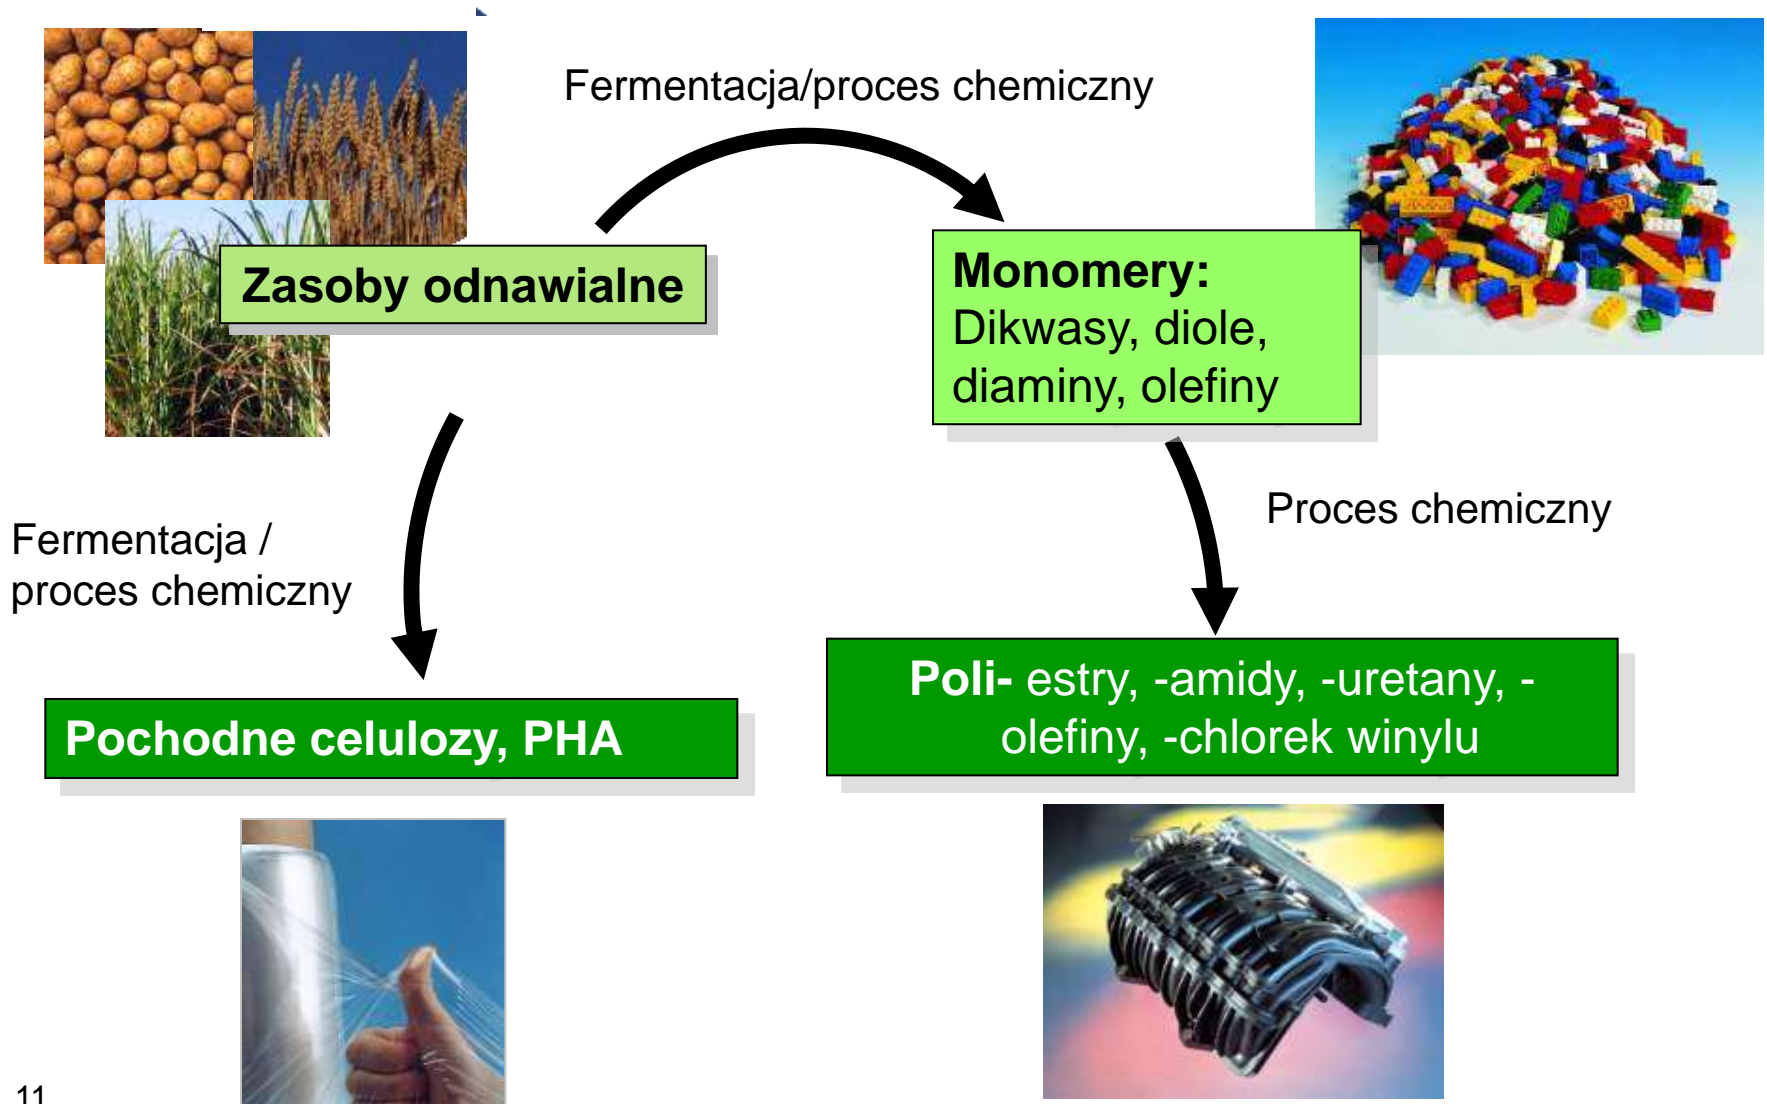 Fermentacja/proces chemiczny
Zasoby odnawialne
Monomery:
Dikwasy, diole,
diaminy, olefiny
Proces chemiczny
Fermentacja /
proces chemiczny
Poli- estry, -amidy, -uretany, -
olefiny, -chlorek winylu
Pochodne celulozy, PHA
11